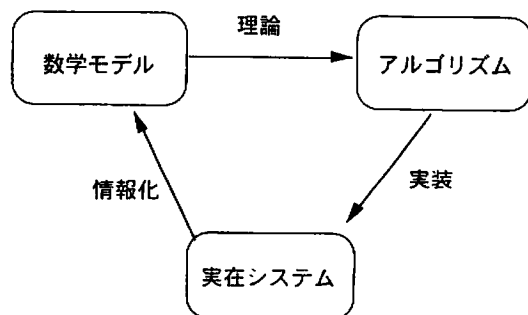 理論
数学モデル
アルゴリズム
情報化
実装
実在システム